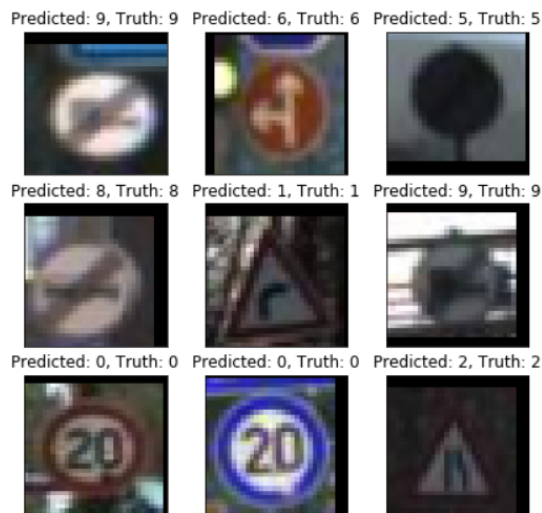 Predicted: 9, Truth: 9
Predicted: 6, Truth: 6
Predicted: 5, Truth: 5
Predicted: 8, Truth: 8
Predicted: 1, Truth: 1
Predicted: 9, Truth: 9
Predicted: 0, Truth: 0
Predicted: 0, Truth: 0
Predicted: 2, Truth: 2
20
20